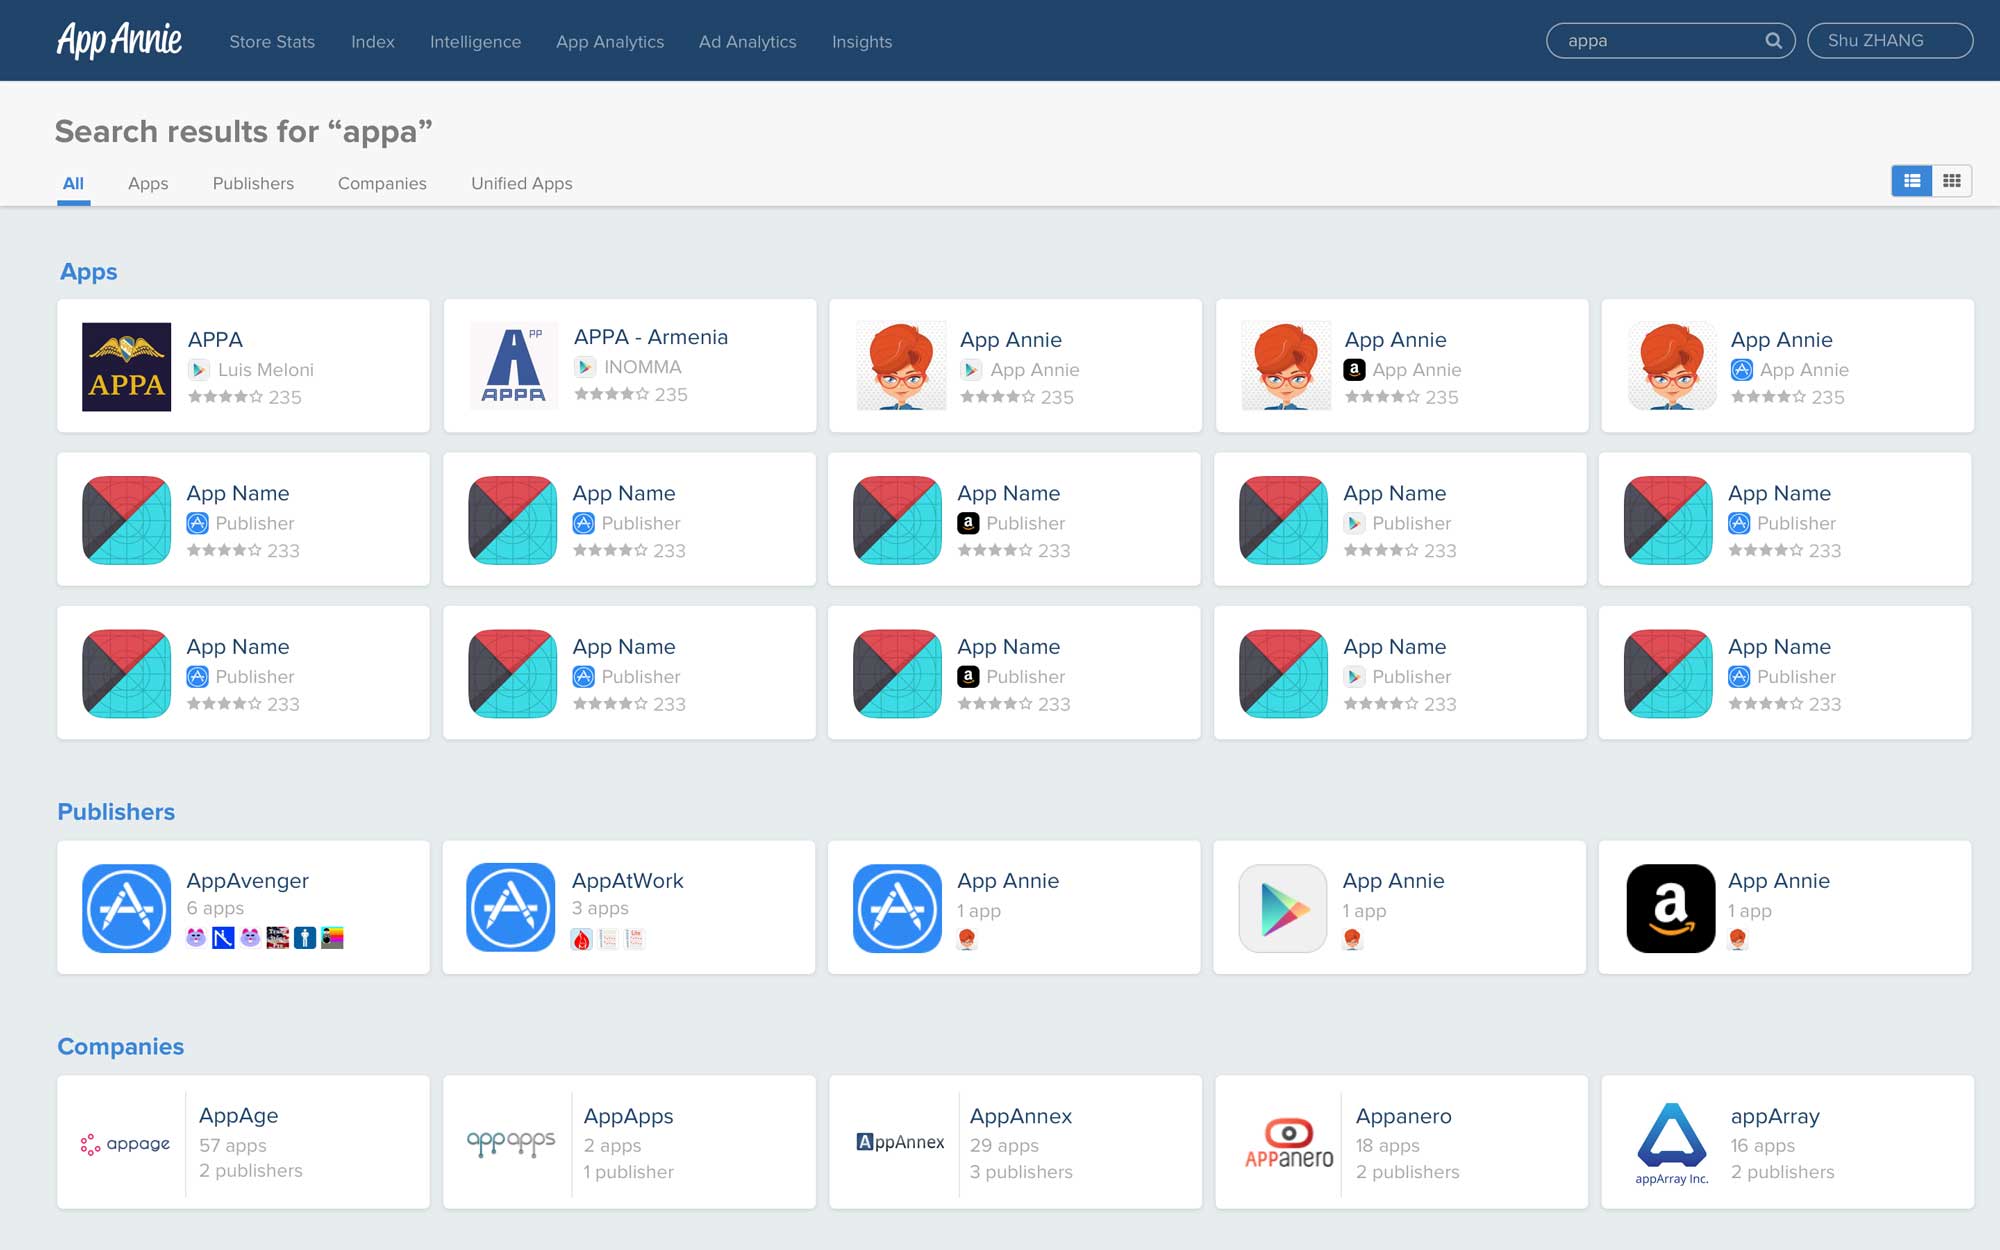 App Annie
Store Stats
Index
Intelligence
App Analytics
Ad Analytics
Insights
appa
Shu ZHANG
Search results for “appa”
All
Apps
Publishers
Companies
Unified Apps
Apps
APPA
APPA
Luis Meloni
235
PP
APPA
APPA - Armenia
INOMMA
235
App Annie
App Annie
235
App Annie
a
App Annie
235
App Annie
App Annie
235
App Name
Publisher
233
App Name
Publisher
233
App Name
a
Publisher
233
App Name
Publisher
233
App Name
Publisher
233
App Name
Publisher
233
App Name
Publisher
233
App Name
a
Publisher
233
App Name
Publisher
233
App Name
Publisher
233
Publishers
AppAvenger
6 apps
AppAtWork
3 apps
Lite
App Annie
1 app
App Annie
1 app
a
App Annie
1 app
Companies
appage
AppAge
57 apps
2 publishers
appapps
AppApps
2 apps
1 publisher
AppAnnex
AppAnnex
29 apps
3 publishers
APPanero
Appanero
18 apps
2 publishers
appArray Inc.
appArray
16 apps
2 publishers